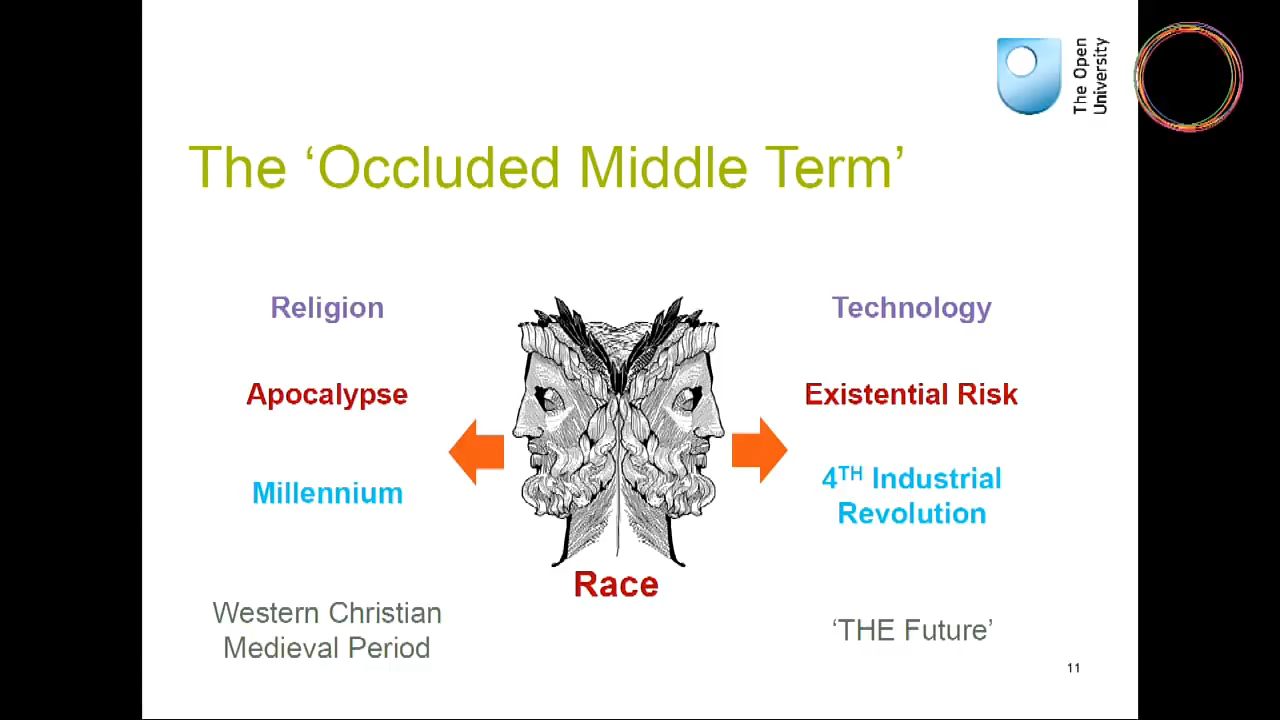 The Open
University
The ‘Occluded Middle Term’
Religion
Technology
Apocalypse
Existential Risk
Millennium
4TH Industrial
Revolution
Race
Western Christian
Medieval Period
‘THE Future’
11